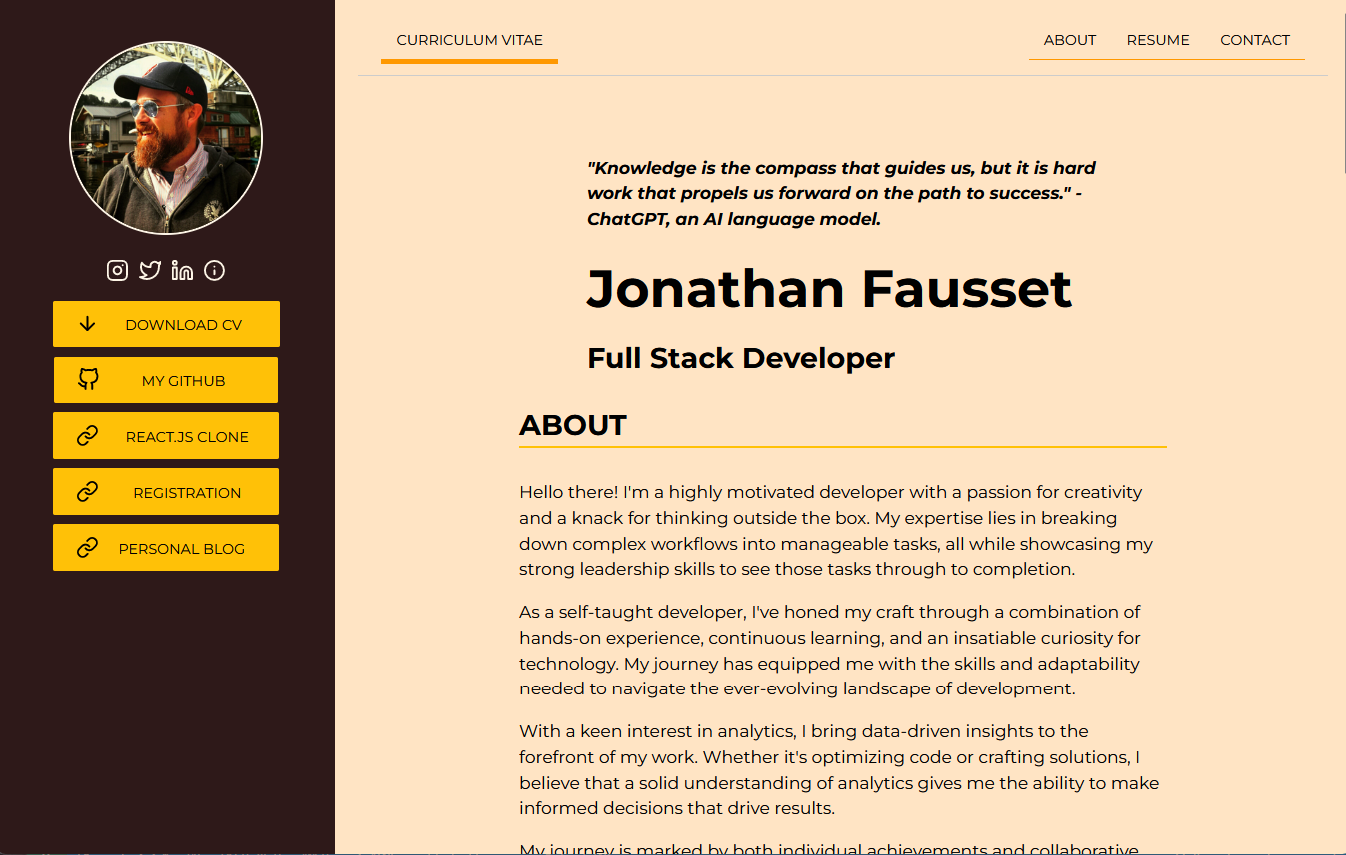 CURRICULUM VITAE
ABOUT RESUME CONTACT
DOWNLOAD CV
MY GITHUB
REACT.JS CLONE
REGISTRATION
PERSONAL BLOG
"Knowledge is the compass that guides us, but it is hard
work that propels us forward on the path to success." -
ChatGPT, an AI language model.
Jonathan Fausset
Full Stack Developer
ABOUT
Hello there! I'm a highly motivated developer with a passion for creativity
and a knack for thinking outside the box. My expertise lies in breaking
down complex workflows into manageable tasks, all while showcasing my
strong leadership skills to see those tasks through to completion.
As a self-taught developer, I've honed my craft through a combination of
hands-on experience, continuous learning, and an insatiable curiosity for
technology. My journey has equipped me with the skills and adaptability
needed to navigate the ever-evolving landscape of development.
With a keen interest in analytics, I bring data-driven insights to the
forefront of my work. Whether it's optimizing code or crafting solutions, I
believe that a solid understanding of analytics gives me the ability to make
informed decisions that drive results.
My journey is marked by both individual achievements and collaborative